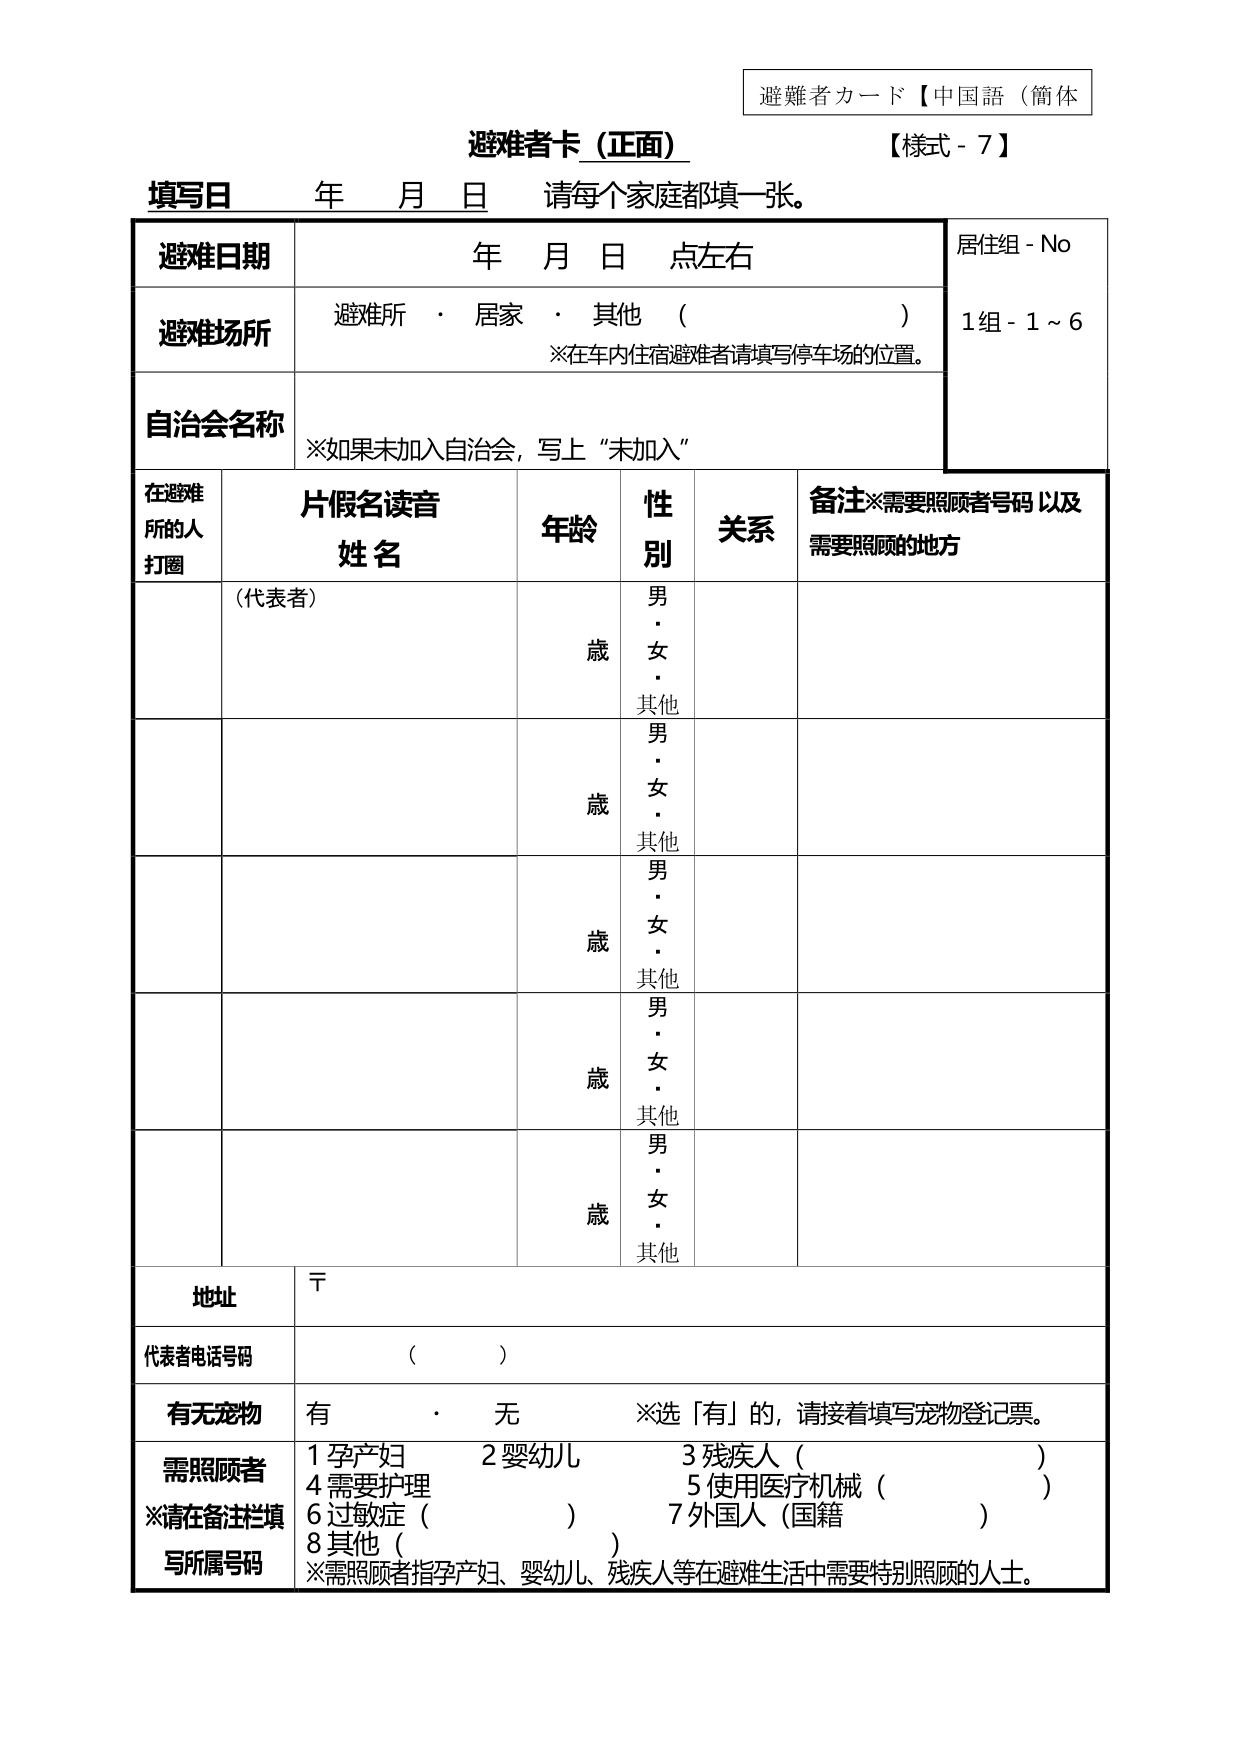 避難者カード【中国語（簡体
避难者卡（正面）
【様式－７】
填写日　　　年　　月　　日　　请每个家庭都填一张。
避难日期
年　　月　　日　　点左右
居住组－No
避难场所
避难所　・　居家　・　其他　（　　　　　　　　）
１组－１～６
※在车内住宿避难者请填写停车场的位置。
自治会名称
※如果未加入自治会，写上“未加入”
在避难
所的人
打圈
片假名读音
姓 名
年龄
性
别
关系
备注※需要照顾者号码 以及
需要照顾的地方
（代表者）
歳
男
・
女
・
其他
歳
男
・
女
・
其他
歳
男
・
女
・
其他
歳
男
・
女
・
其他
歳
男
・
女
・
其他
地址
〒
代表者电话号码
（　　　　）
有无宠物
有　　　　・　　无　　　　　※选「有」的，请接着填写宠物登记票。
需照顾者
※请在备注栏填
写所属号码
１孕产妇　　　２婴幼儿　　　　３残疾人（　　　　　　　　　）
４需要护理　　　　　　　　　　５使用医疗机械（　　　　　　）
６过敏症（　　　　　）　　　７外国人（国籍　　　　　）
８其他（　　　　　　　　）
※需照顾者指孕产妇、婴幼儿、残疾人等在避难生活中需要特别照顾的人士。